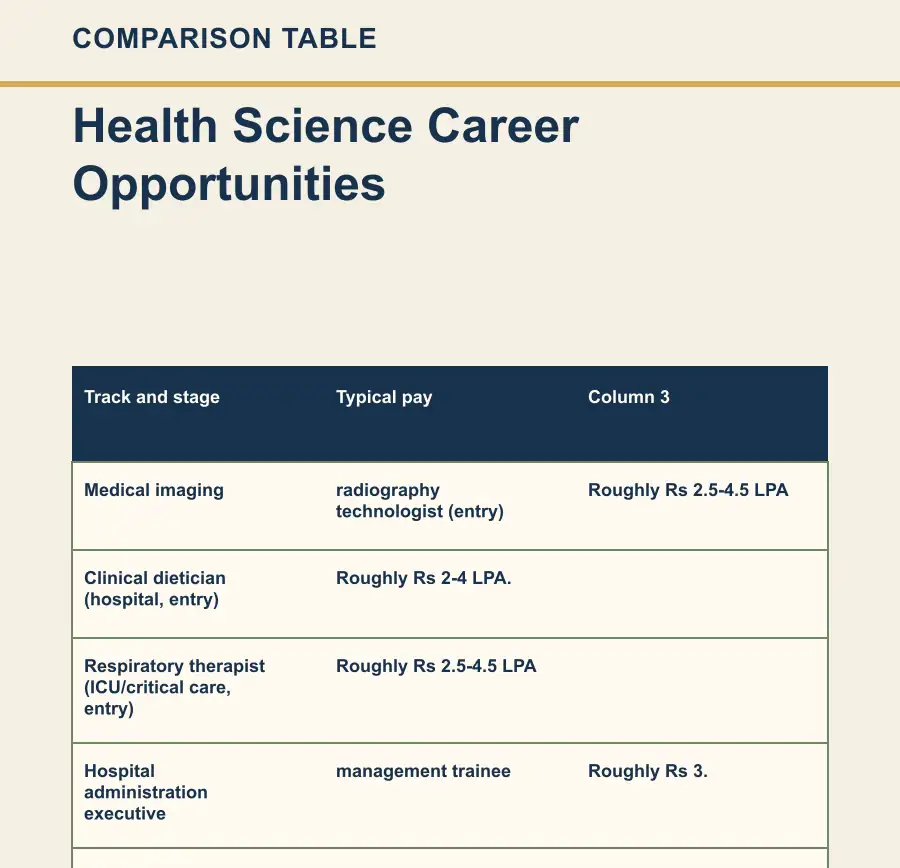 COMPARISON TABLE
Health Science Career
Opportunities
Track and stage
Typical pay
Column 3
Medical imaging
radiography
technologist (entry)
Roughly Rs 2.5-4.5 LPA
Clinical dietician
(hospital, entry)
Roughly Rs 2-4 LPA.
Respiratory therapist
(ICU/critical care,
entry)
Roughly Rs 2.5-4.5 LPA
Hospital
administration
executive
management trainee
Roughly Rs 3.